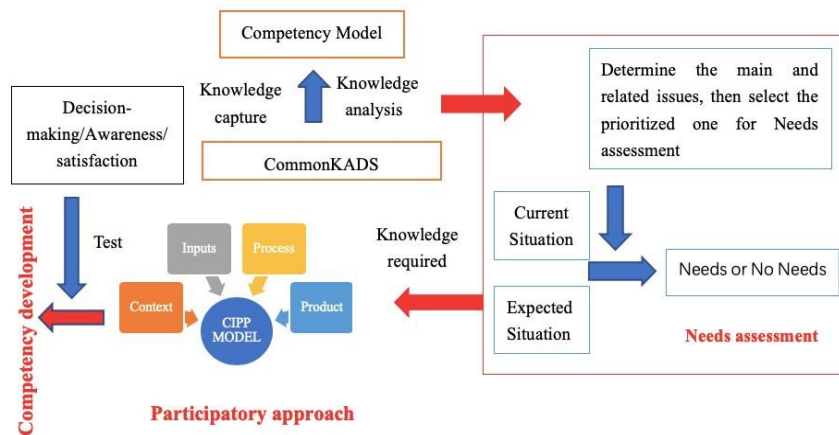 Competency Model
Knowledge
capture
Knowledge
analysis
CommonKADS
Decision-
making/Awareness/
satisfaction
Test
Competency development
Inputs
Process
Context
Product
CIPP
MODEL
Participatory approach
Knowledge
required
Determine the main and
related issues, then select the
prioritized one for Needs
assessment
Current
Situation
Expected
Situation
Needs or No Needs
Needs assessment